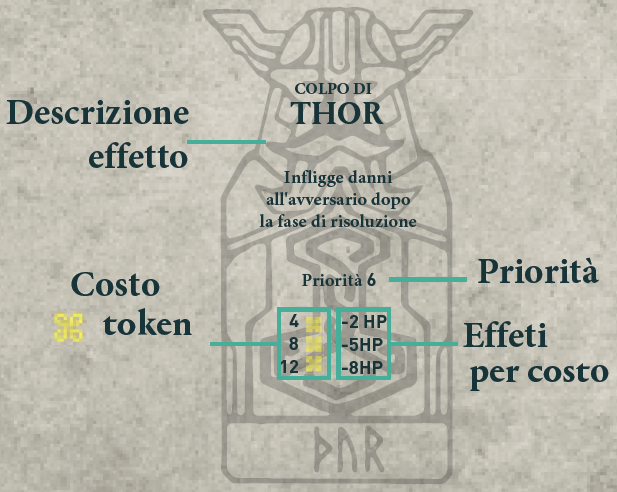 COLPO DI
THOR
Descrizione
effetto
Infligge danni
all'avversario dopo
la fase di risoluzione
Priorità 6
Priorità
Costo
token
4 -2 HP
8 -5HP
12 -8HP
Effeti
per costo
ᚦᚢᚱ